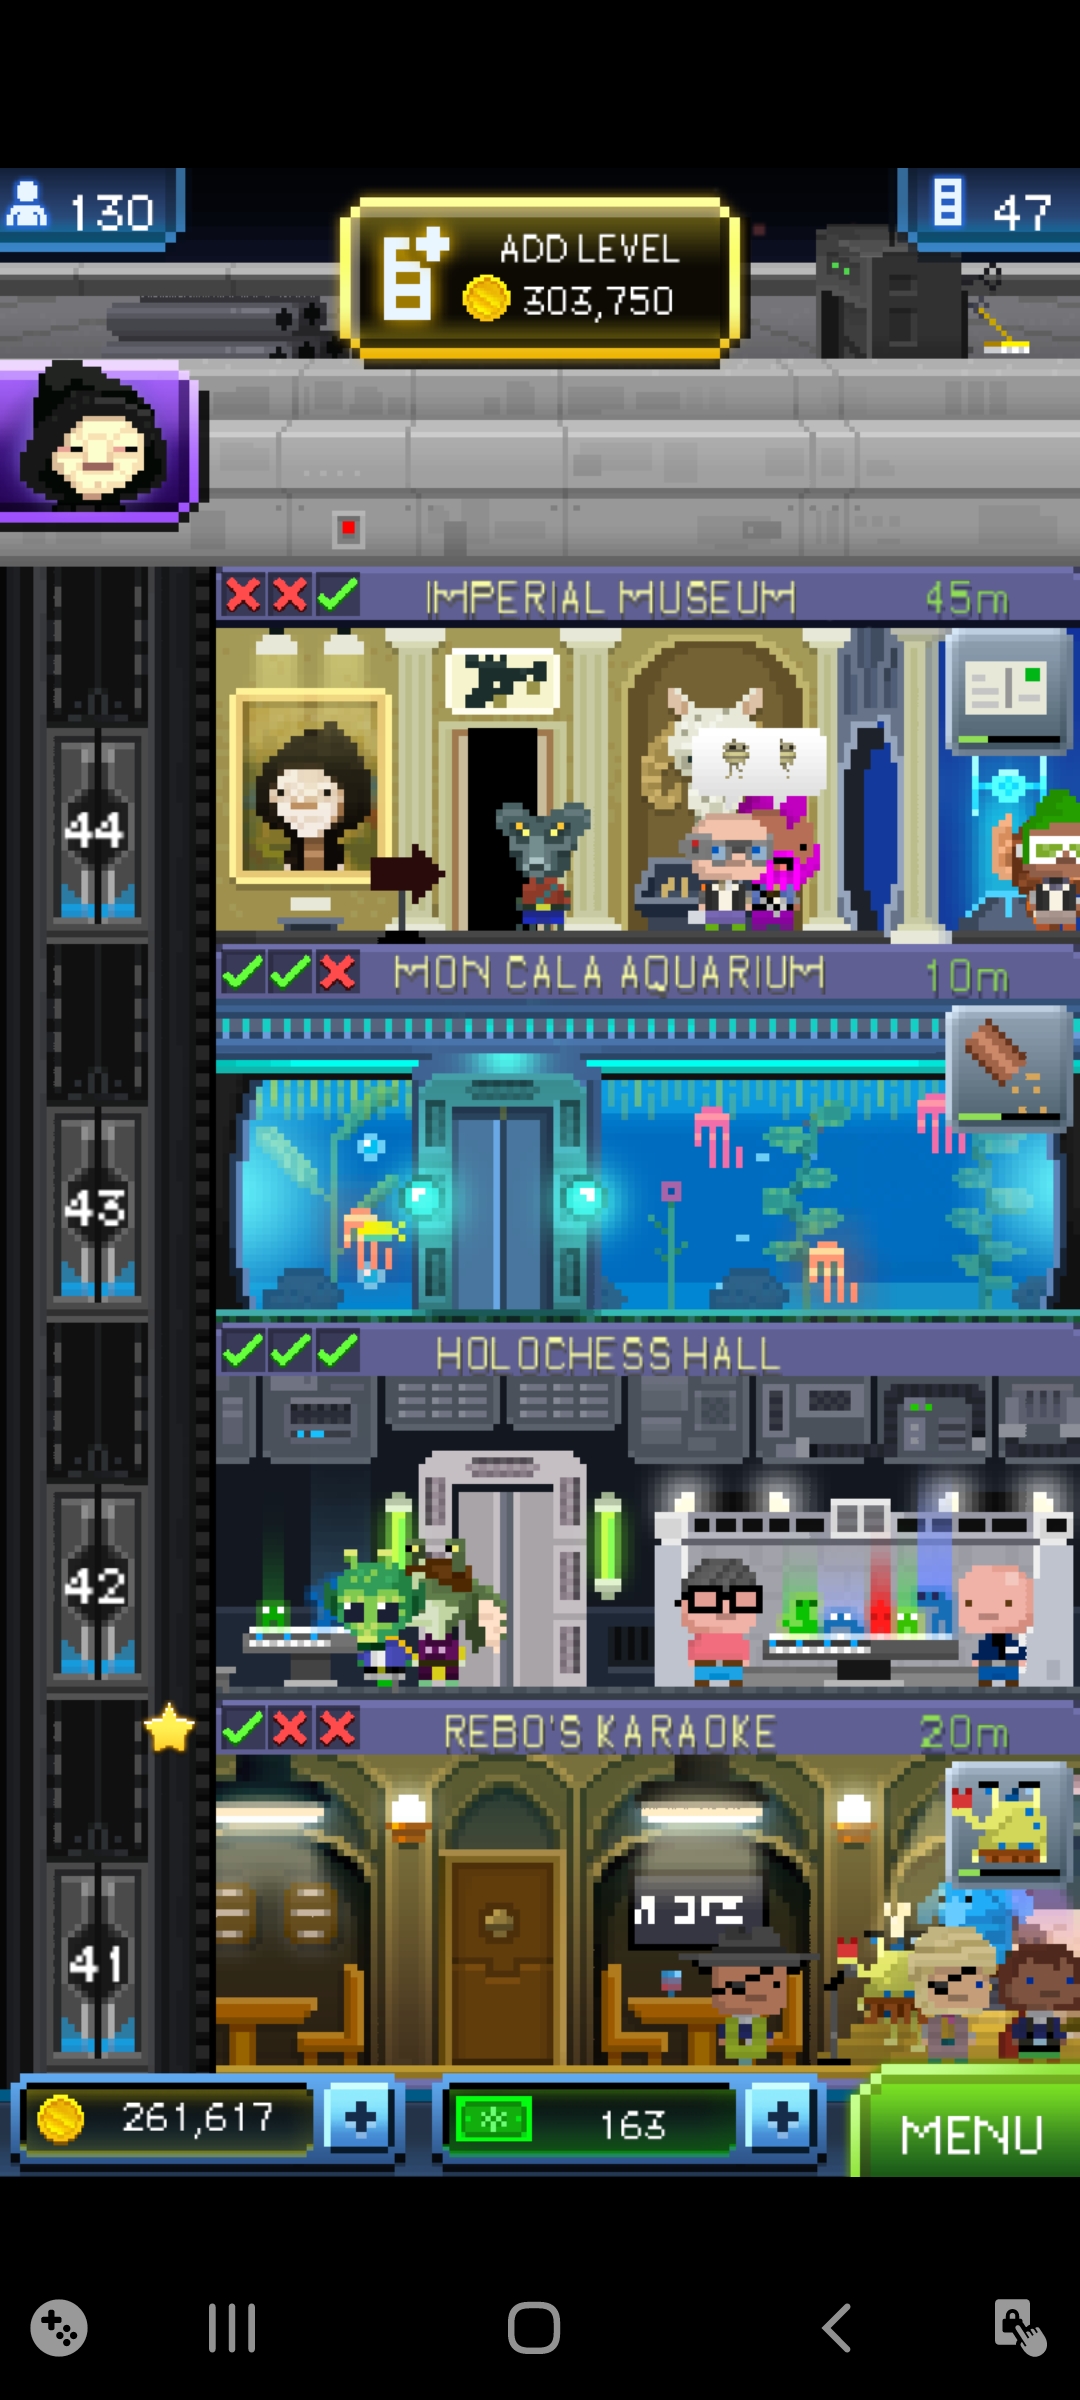 130
ADD LEVEL
303,750
47
IMPERIAL MUSEUM 45m
44
MON CALA AQUARIUM 10m
43
HOLOCHESS HALL
42
REBO'S KARAOKE 20m
41
261,617
163
MENU